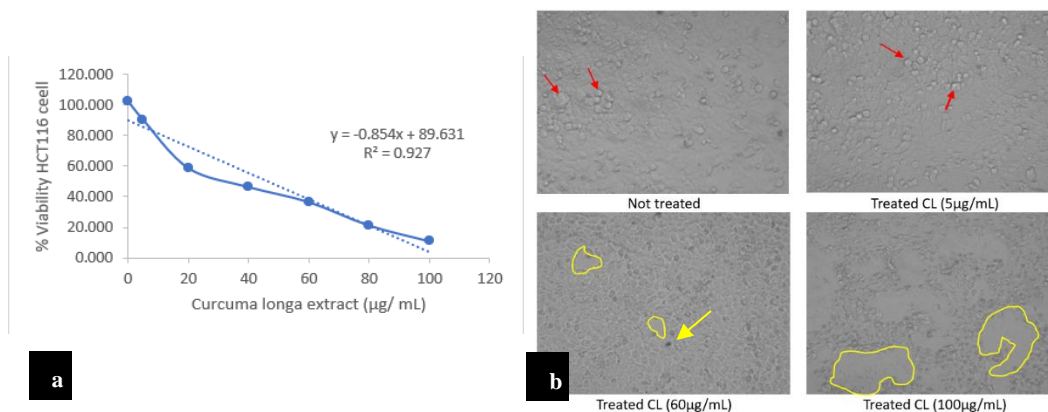 120.000
100.000
80.000
60.000
40.000
20.000
0.000
% Viability HCT116 ceell
y = -0.854x + 89.631
R² = 0.927
0 20 40 60 80 100 120
Curcuma longa extract (µg/ mL)
a
Not treated
Treated CL (5µg/mL)
b
Treated CL (60µg/mL)
Treated CL (100µg/mL)